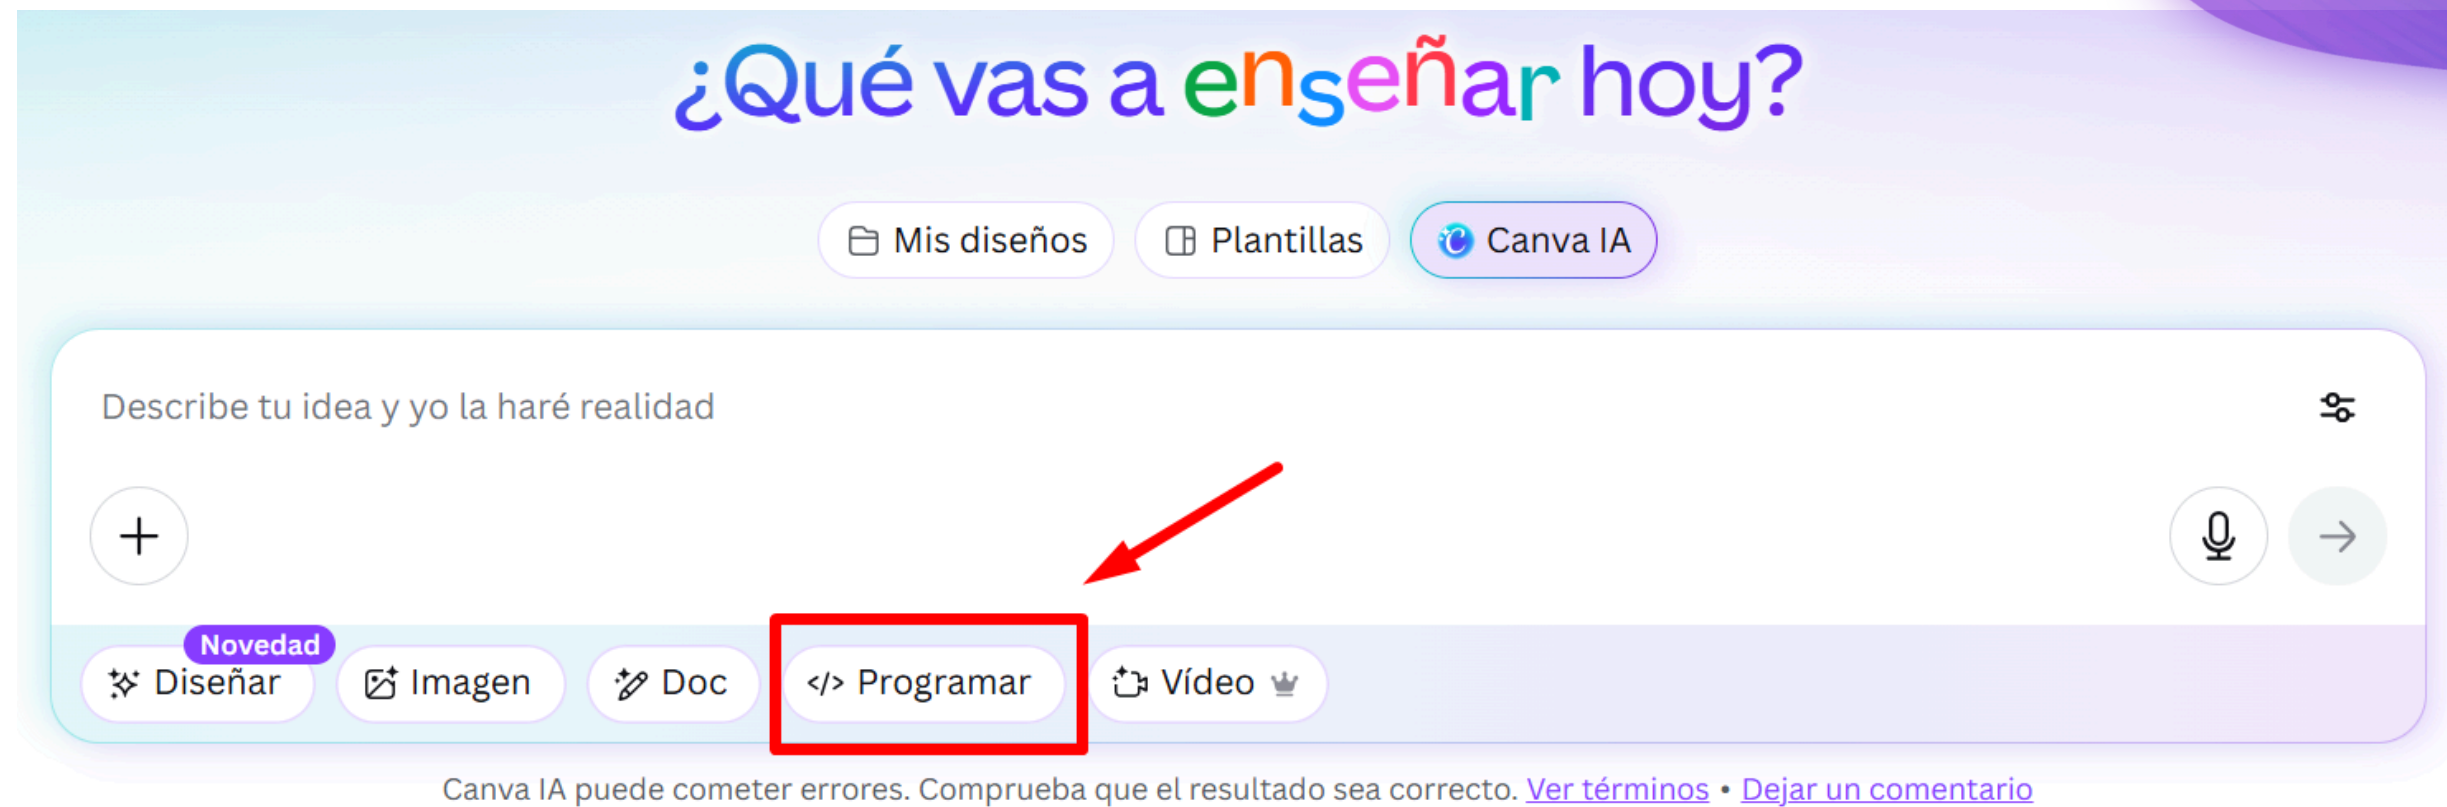 ¿Qué vas a enseñar hoy?
Mis diseños Plantillas Canva IA
Describe tu idea y yo la haré realidad
Novedad
Diseñar Imagen Doc </> Programar Vídeo
Canva IA puede cometer errores. Comprueba que el resultado sea correcto. Ver términos • Dejar un comentario